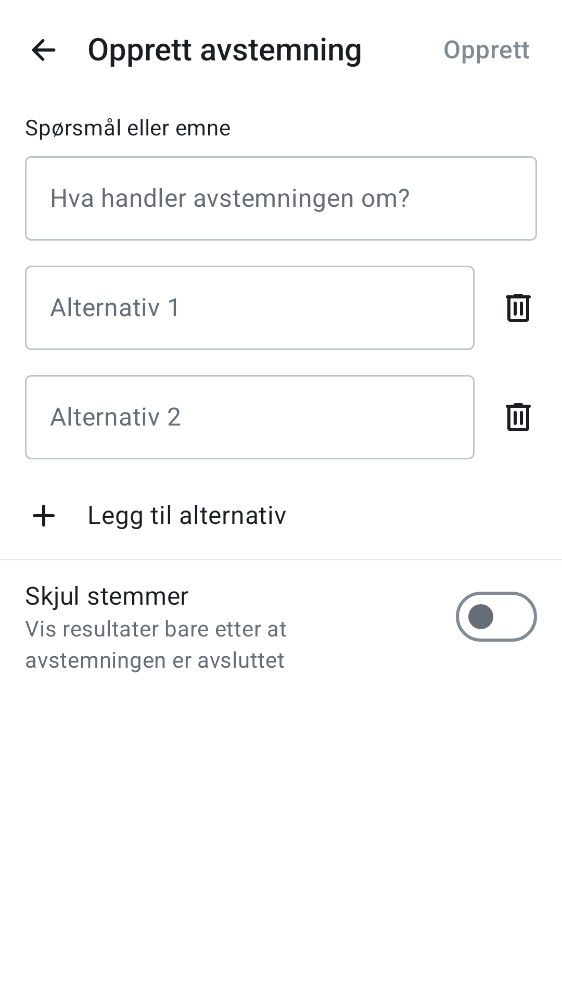 Opprett avstemning
Opprett
Spørsmål eller emne
Hva handler avstemningen om?
Alternativ 1
Alternativ 2
Legg til alternativ
Skjul stemmer
Vis resultater bare etter at
avstemningen er avsluttet